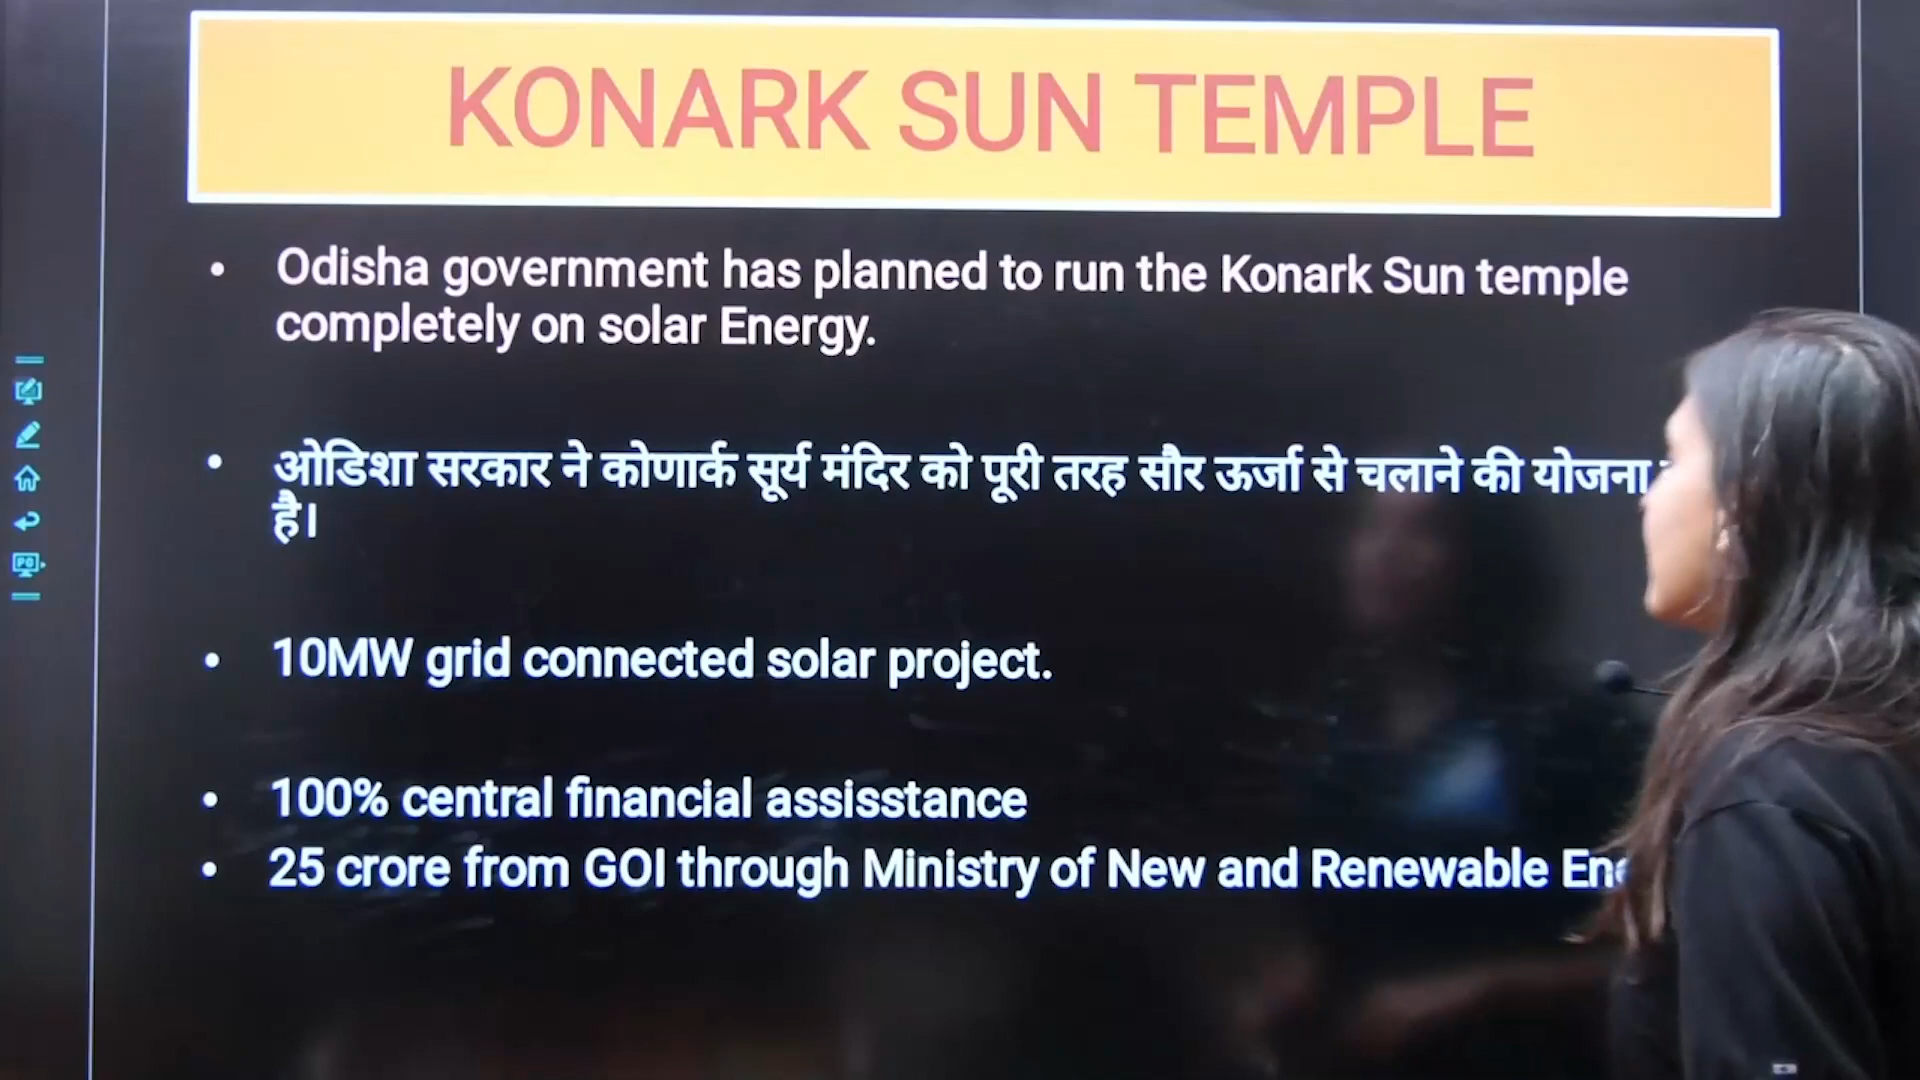 KONARK SUN TEMPLE
• Odisha government has planned to run the Konark Sun temple
completely on solar Energy.
• ओडिशा सरकार ने कोणार्क सूर्य मंदिर को पूरी तरह सौर ऊर्जा से चलाने की योजना
है।
• 10MW grid connected solar project.
• 100% central financial assisstance
• 25 crore from GOI through Ministry of New and Renewable